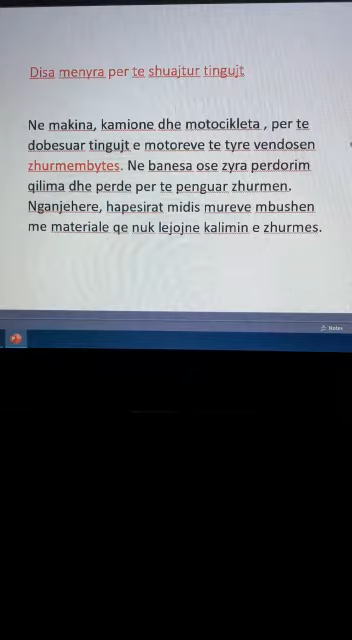 Disa menyra per te shuajtur tingujt
Ne makina, kamione dhe motocikleta , per te
dobesuar tingujt e motoreve te tyre vendosen
zhurmembytes. Ne banesa ose zyra perdorim
qilima dhe perde per te penguar zhurmen.
Nganjehere, hapesirat midis mureve mbushen
me materiale qe nuk lejojne kalimin e zhurmes.
Notes